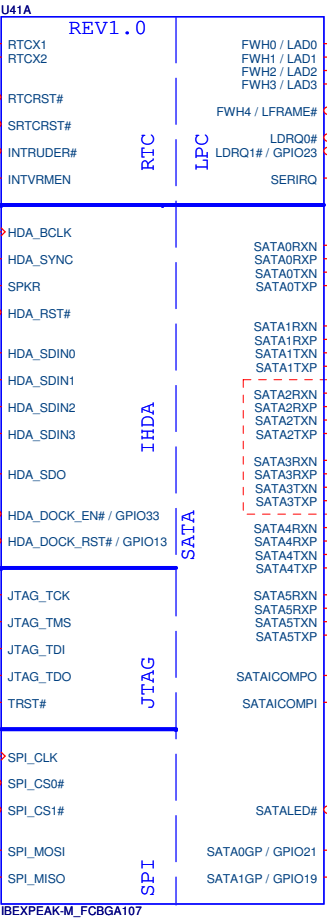 U41A
REV1.0
RTCX1
RTCX2
RTCRST#
SRTCRST#
INTRUDER#
INTVRMEN
RTC
LPC
FWH0 / LAD0
FWH1 / LAD1
FWH2 / LAD2
FWH3 / LAD3
FWH4 / LFRAME#
LDRQ0#
LDRQ1# / GPIO23
SERIRQ
HDA_BCLK
HDA_SYNC
SPKR
HDA_RST#
HDA_SDIN0
HDA_SDIN1
HDA_SDIN2
HDA_SDIN3
HDA_SDO
HDA_DOCK_EN# / GPIO33
HDA_DOCK_RST# / GPIO13
IHDA
SATA
SATA0RXN
SATA0RXP
SATA0TXN
SATA0TXP
SATA1RXN
SATA1RXP
SATA1TXN
SATA1TXP
SATA2RXN
SATA2RXP
SATA2TXN
SATA2TXP
SATA3RXN
SATA3RXP
SATA3TXN
SATA3TXP
SATA4RXN
SATA4RXP
SATA4TXN
SATA4TXP
SATA5RXN
SATA5RXP
SATA5TXN
SATA5TXP
SATAICOMPO
SATAICOMPI
SATALED#
SATA0GP / GPIO21
SATA1GP / GPIO19
JTAG_TCK
JTAG_TMS
JTAG_TDI
JTAG_TDO
TRST#
JTAG
SPI_CLK
SPI_CS0#
SPI_CS1#
SPI_MOSI
SPI_MISO
SPI
IBEXPEAK-M_FCBGA107